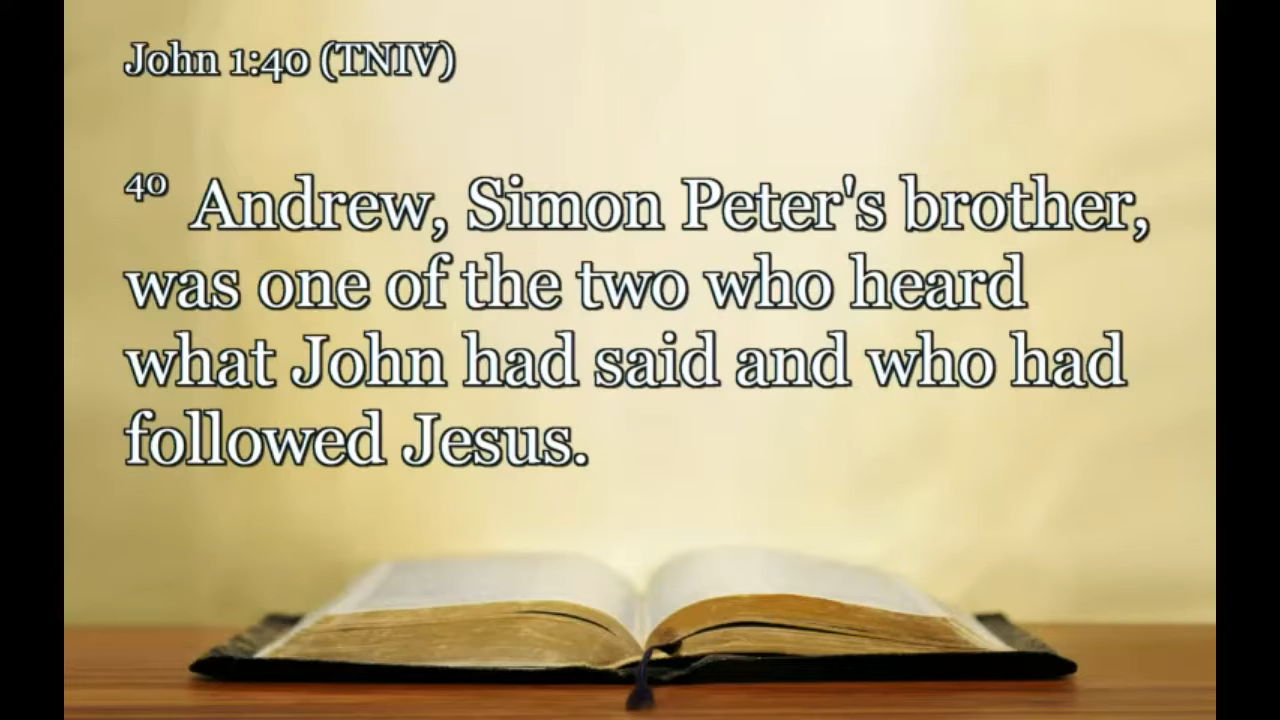 John 1:40 (TNIV)
40 Andrew, Simon Peter's brother,
was one of the two who heard
what John had said and who had
followed Jesus.